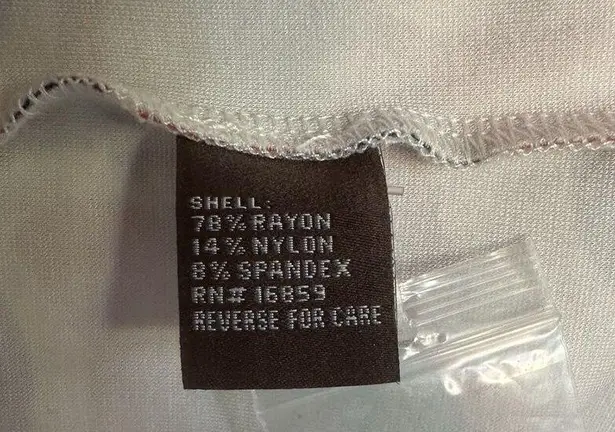 SHELL:
78% RAYON
14% NYLON
8% SPANDEX
RN# 16859
REVERSE FOR CARE